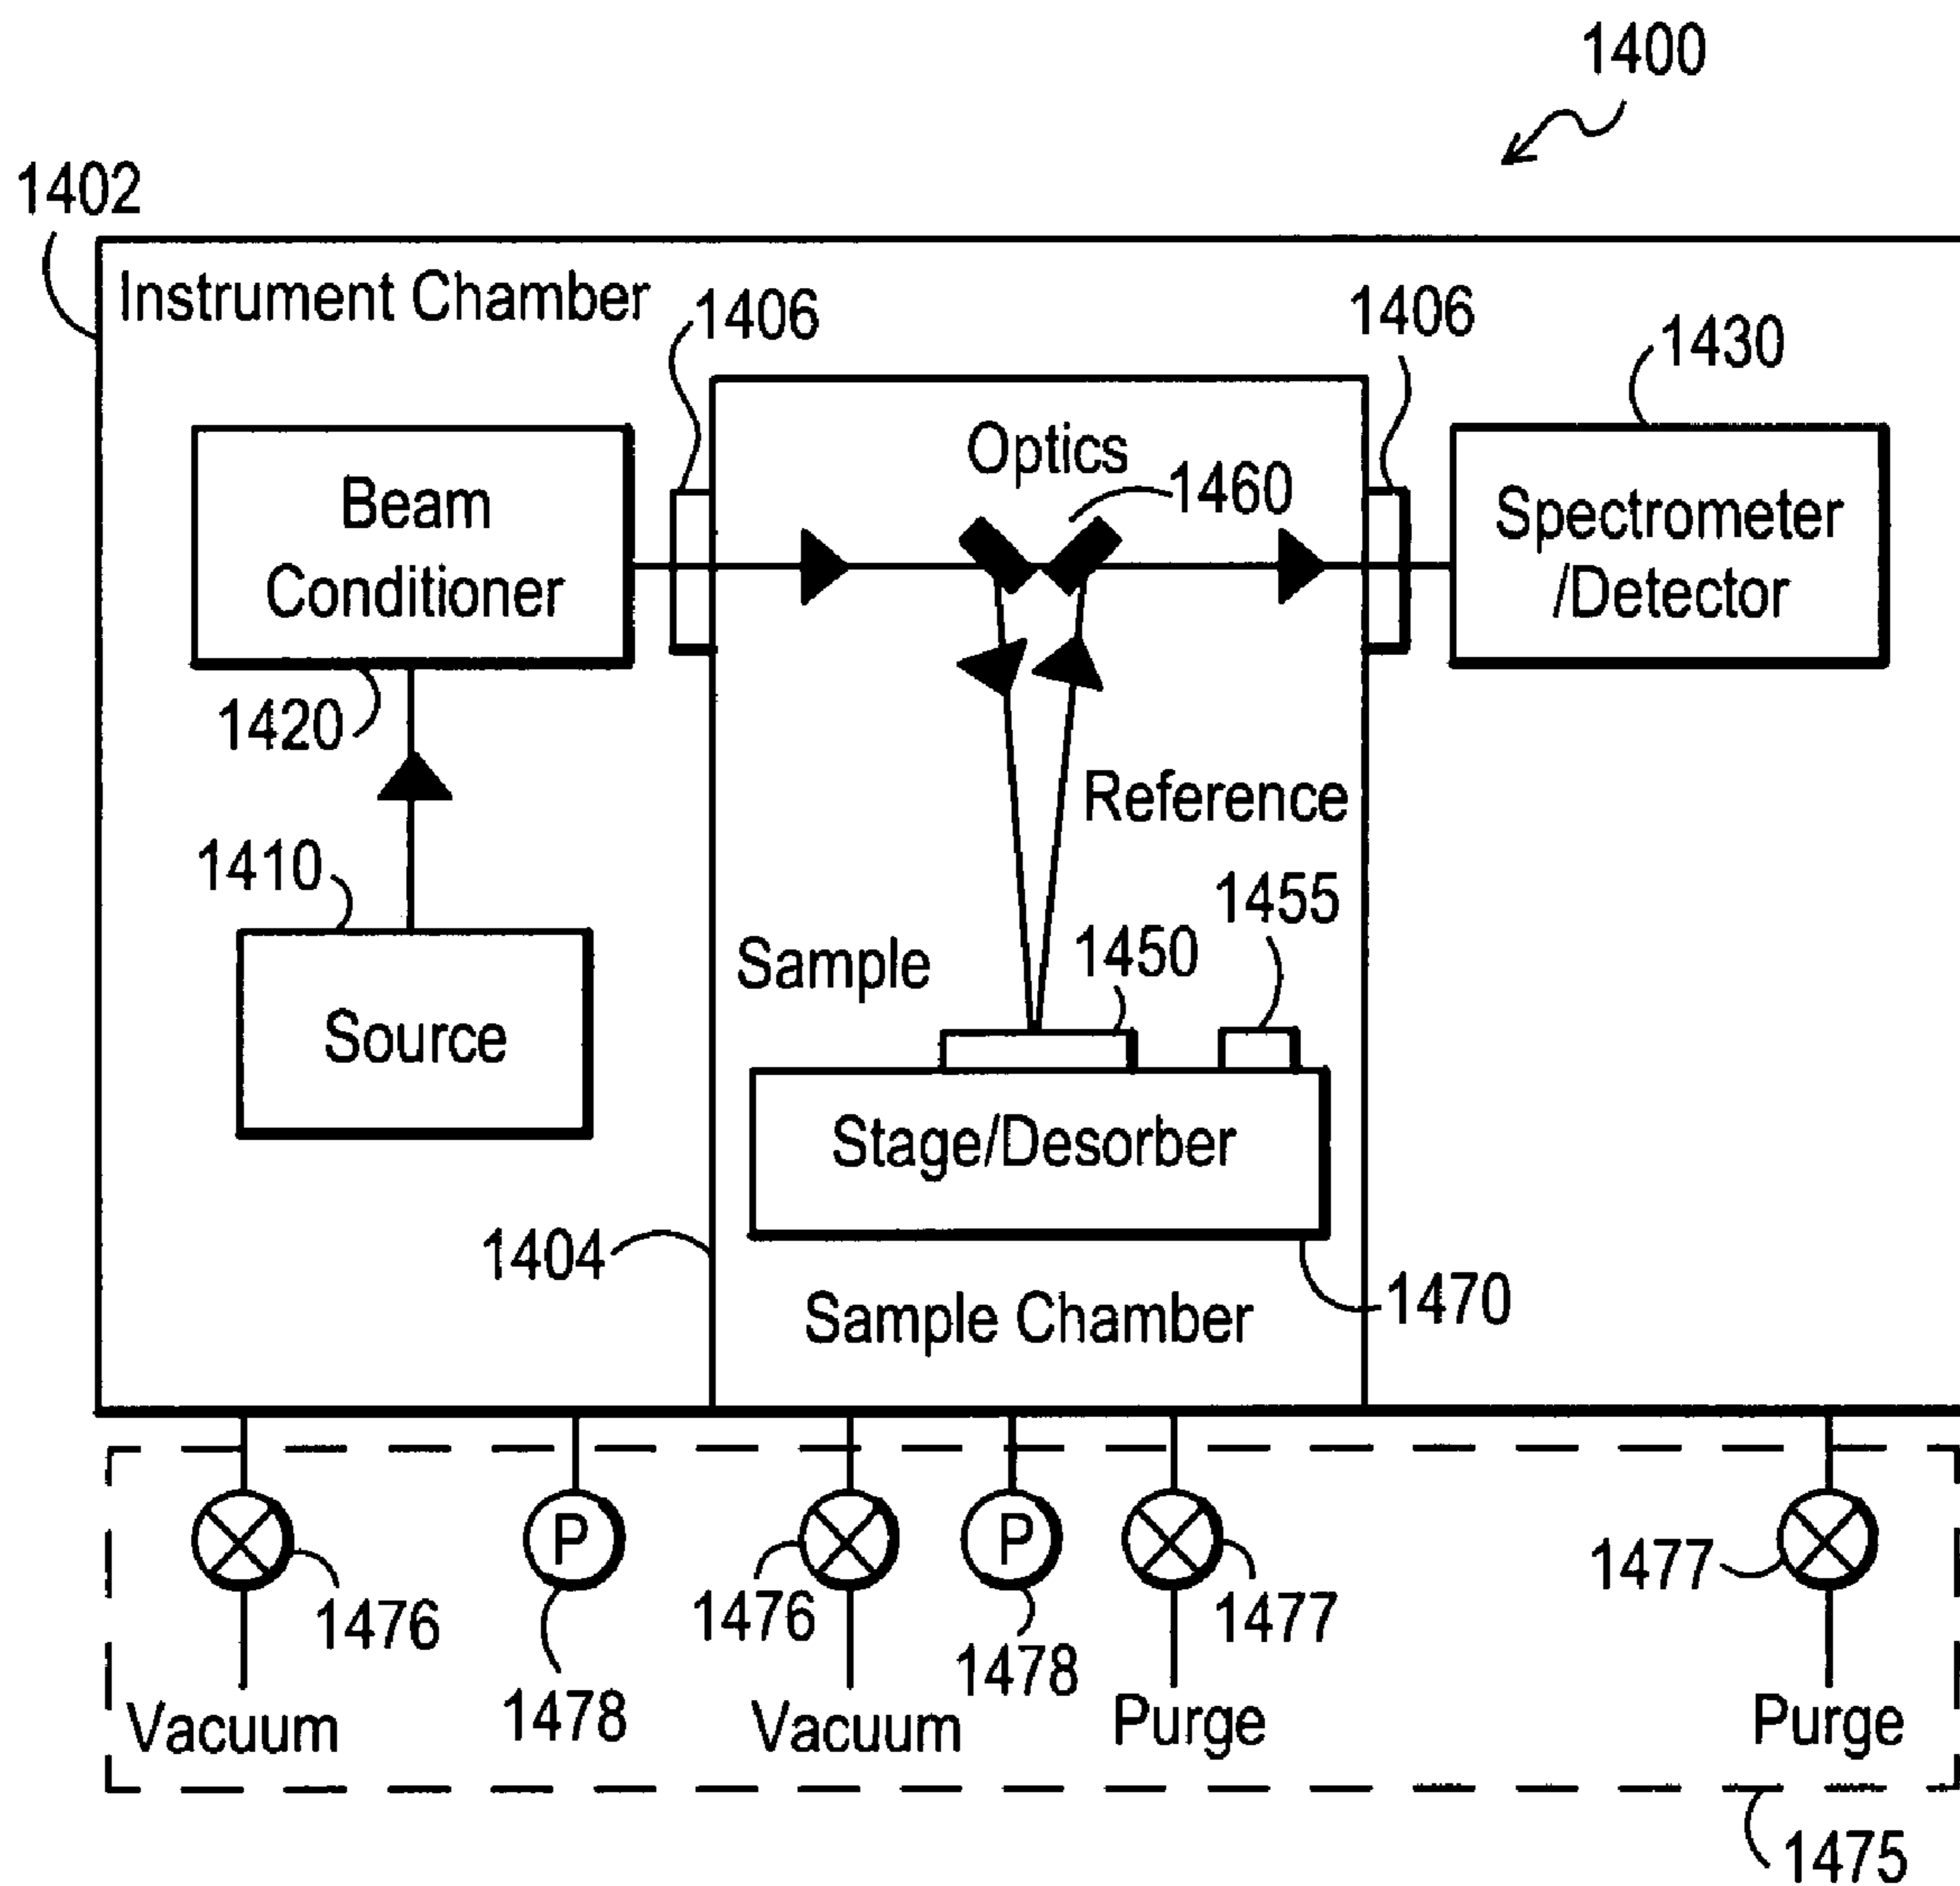 1400
1402
Instrument Chamber
1406
1406
1430
Optics
1460
Beam
Conditioner
Spectrometer
/Detector
1420
Reference
1410
1455
Sample
1450
Source
Stage/Desorber
1404
1470
Sample Chamber
P
P
1476
1478
1476
1478
1477
1477
Vacuum
Vacuum
Purge
Purge
1475